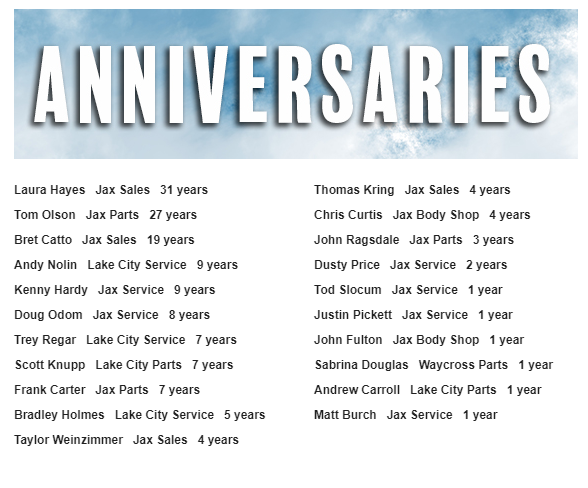 ANNIVERSARIES
Laura Hayes Jax Sales 31 years
Tom Olson Jax Parts 27 years
Bret Catto Jax Sales 19 years
Andy Nolin Lake City Service 9 years
Kenny Hardy Jax Service 9 years
Doug Odom Jax Service 8 years
Trey Regar Lake City Service 7 years
Scott Knupp Lake City Parts 7 years
Frank Carter Jax Parts 7 years
Bradley Holmes Lake City Service 5 years
Taylor Weinzimmer Jax Sales 4 years
Thomas Kring Jax Sales 4 years
Chris Curtis Jax Body Shop 4 years
John Ragsdale Jax Parts 3 years
Dusty Price Jax Service 2 years
Tod Slocum Jax Service 1 year
Justin Pickett Jax Service 1 year
John Fulton Jax Body Shop 1 year
Sabrina Douglas Waycross Parts 1 year
Andrew Carroll Lake City Parts 1 year
Matt Burch Jax Service 1 year